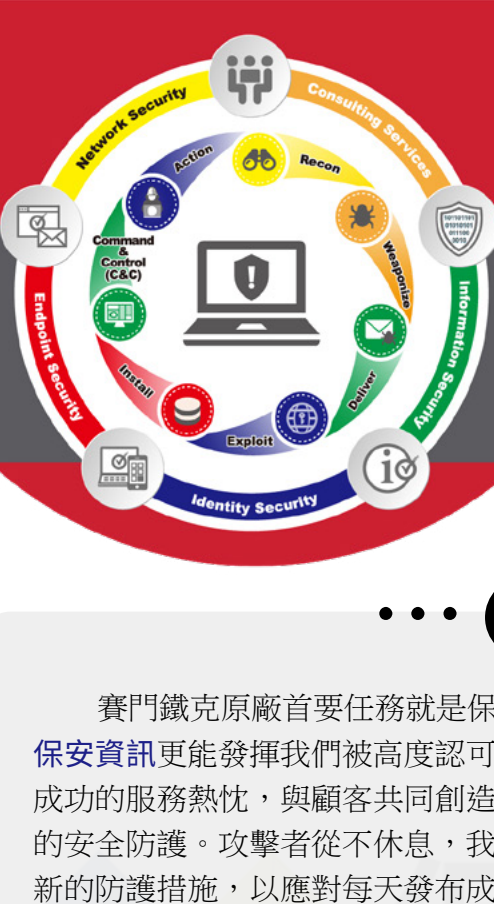 Network Security
Consulting Services
Action
Recon
Command
&
Control
(C&C)
Weaponize
Endpoint Security
Information Security
Install
Deliver
Exploit
Identity Security
10110101
0101010
011100
0010
i
賽門鐵克原廠首要任務就是保
保安資訊更能發揮我們被高度認可
成功的服務熱忱，與顧客共同創造
的安全防護。攻擊者從不休息，我
新的防護措施，以應對每天發布成